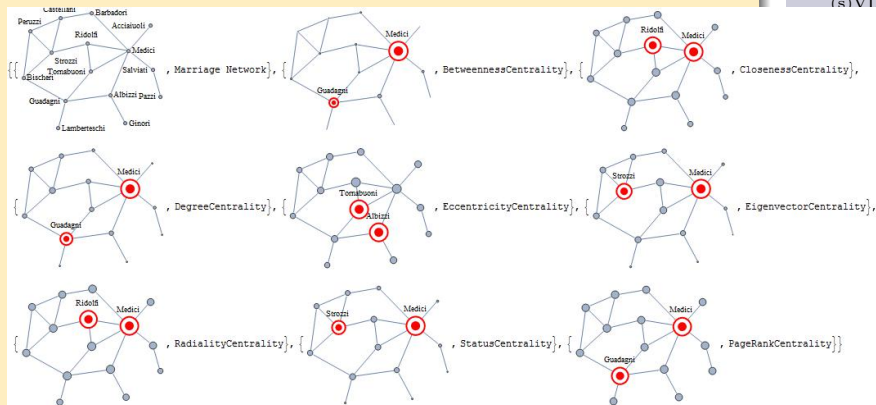 Castellani
Barbadori
Peruzzi
Acciaiuoli
Ridolfi
Medici
Strozzi
Tornabuoni
Salviati
Bischeri
Guadagni
Albizzi
Pazzi
Lamberteschi
Ginori
{{ , Marriage Network}, {
Medici
Guadagni
, BetweennessCentrality}, {
Ridolfi
Medici
, ClosenessCentrality},
{
Medici
Guadagni
, DegreeCentrality}, {
Tornabuoni
Albizzi
, EccentricityCentrality}, {
Strozzi
Medici
, EigenvectorCentrality},
{
Ridolfi
Medici
, RadialityCentrality}, {
Strozzi
Medici
, StatusCentrality}, {
Medici
Guadagni
, PageRankCentrality}}